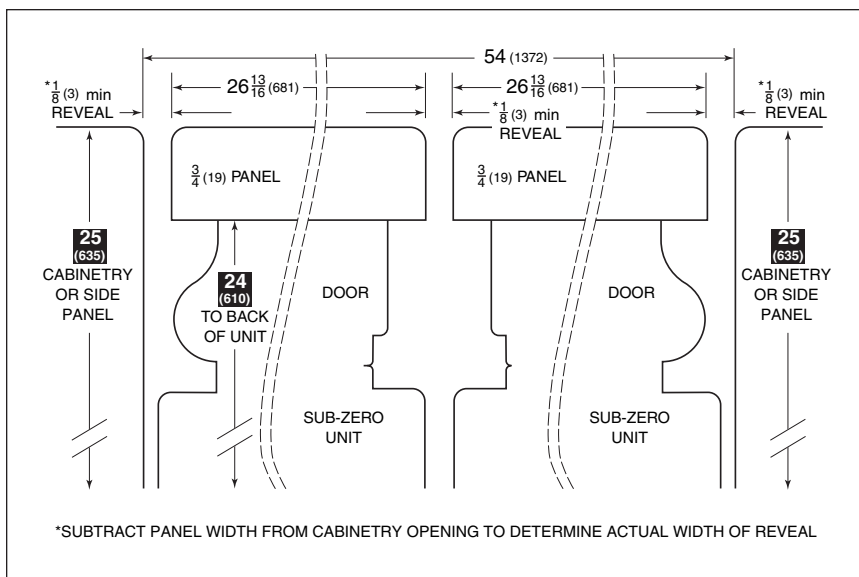 54 (1372)
*1/8 (3) min
REVEAL
26 13/16 (681)
26 13/16 (681)
*1/8 (3) min
REVEAL
*1/8 (3) min
REVEAL
3/4 (19) PANEL
3/4 (19) PANEL
25
(635)
CABINETRY
OR SIDE
PANEL
24
(610)
TO BACK
OF UNIT
DOOR
DOOR
25
(635)
CABINETRY
OR SIDE
PANEL
SUB-ZERO
UNIT
SUB-ZERO
UNIT
*SUBTRACT PANEL WIDTH FROM CABINETRY OPENING TO DETERMINE ACTUAL WIDTH OF REVEAL